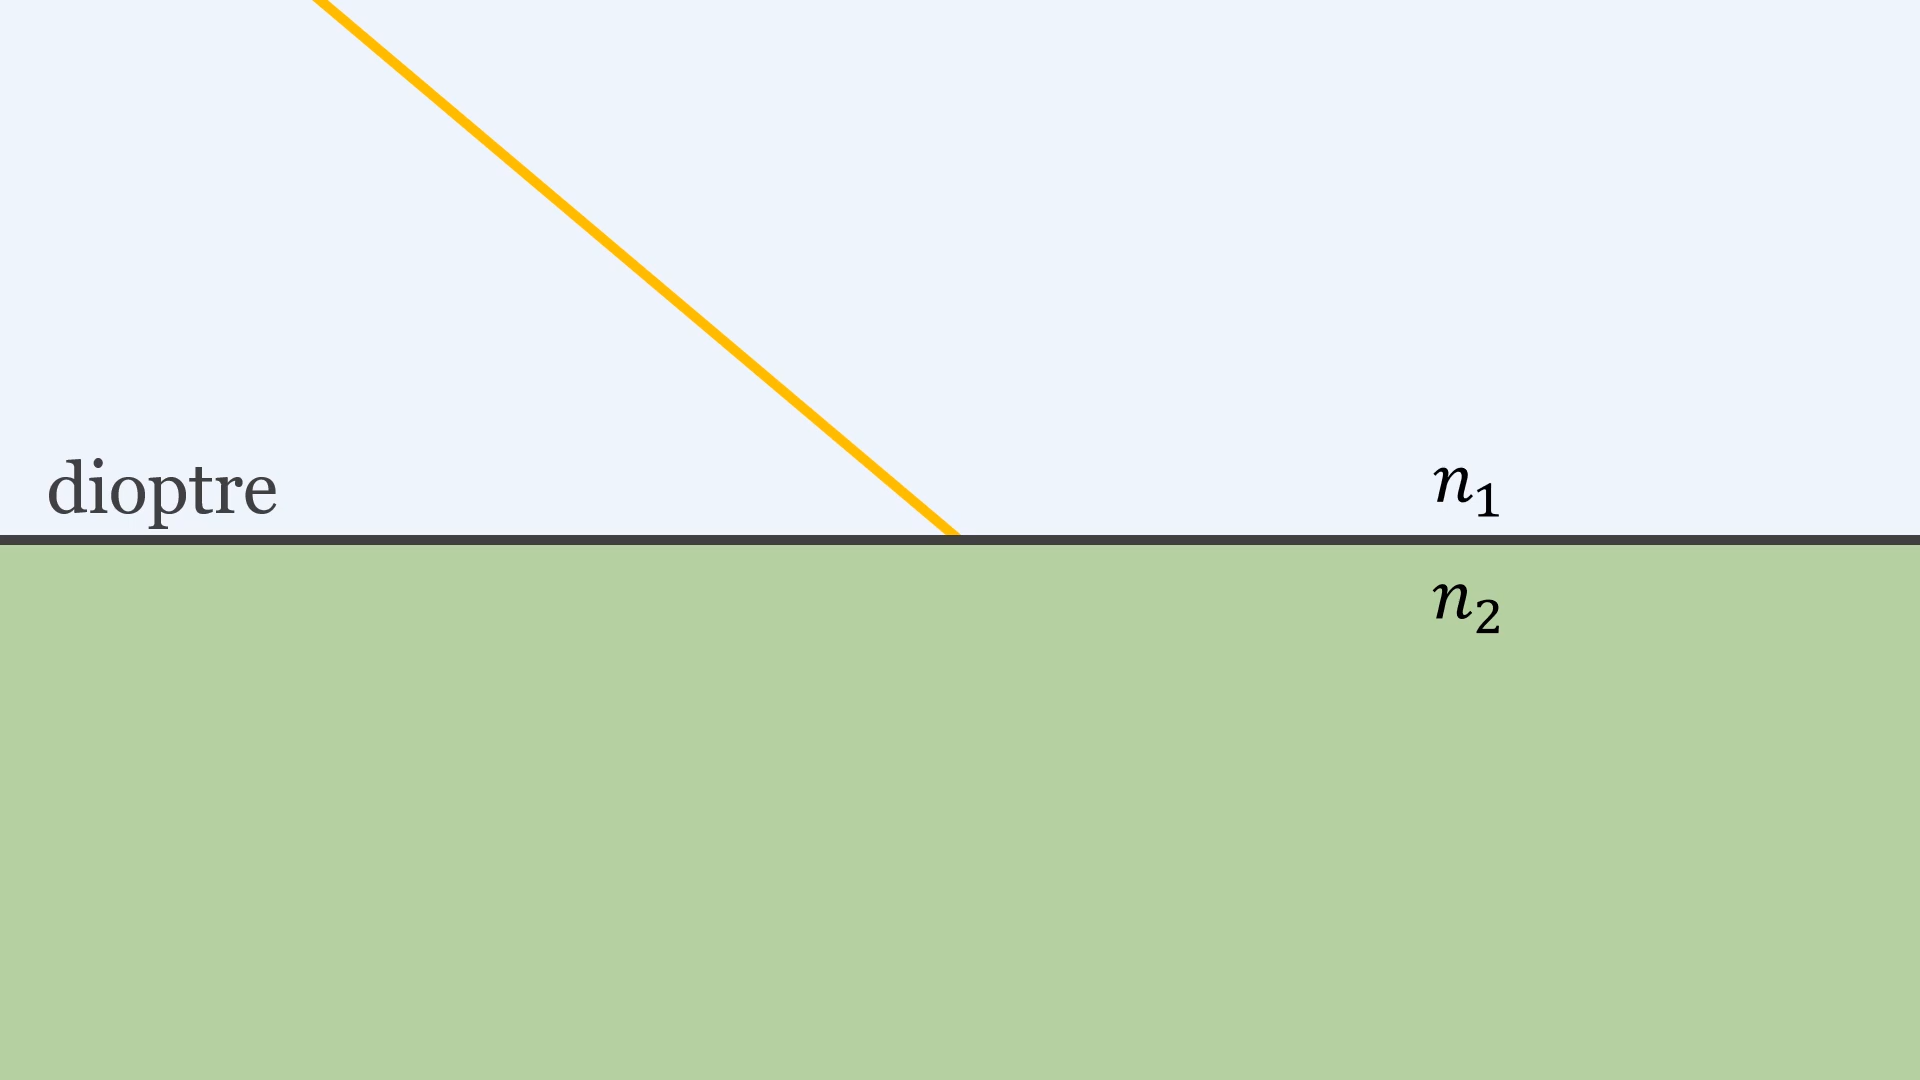 dioptre
n₁
n₂